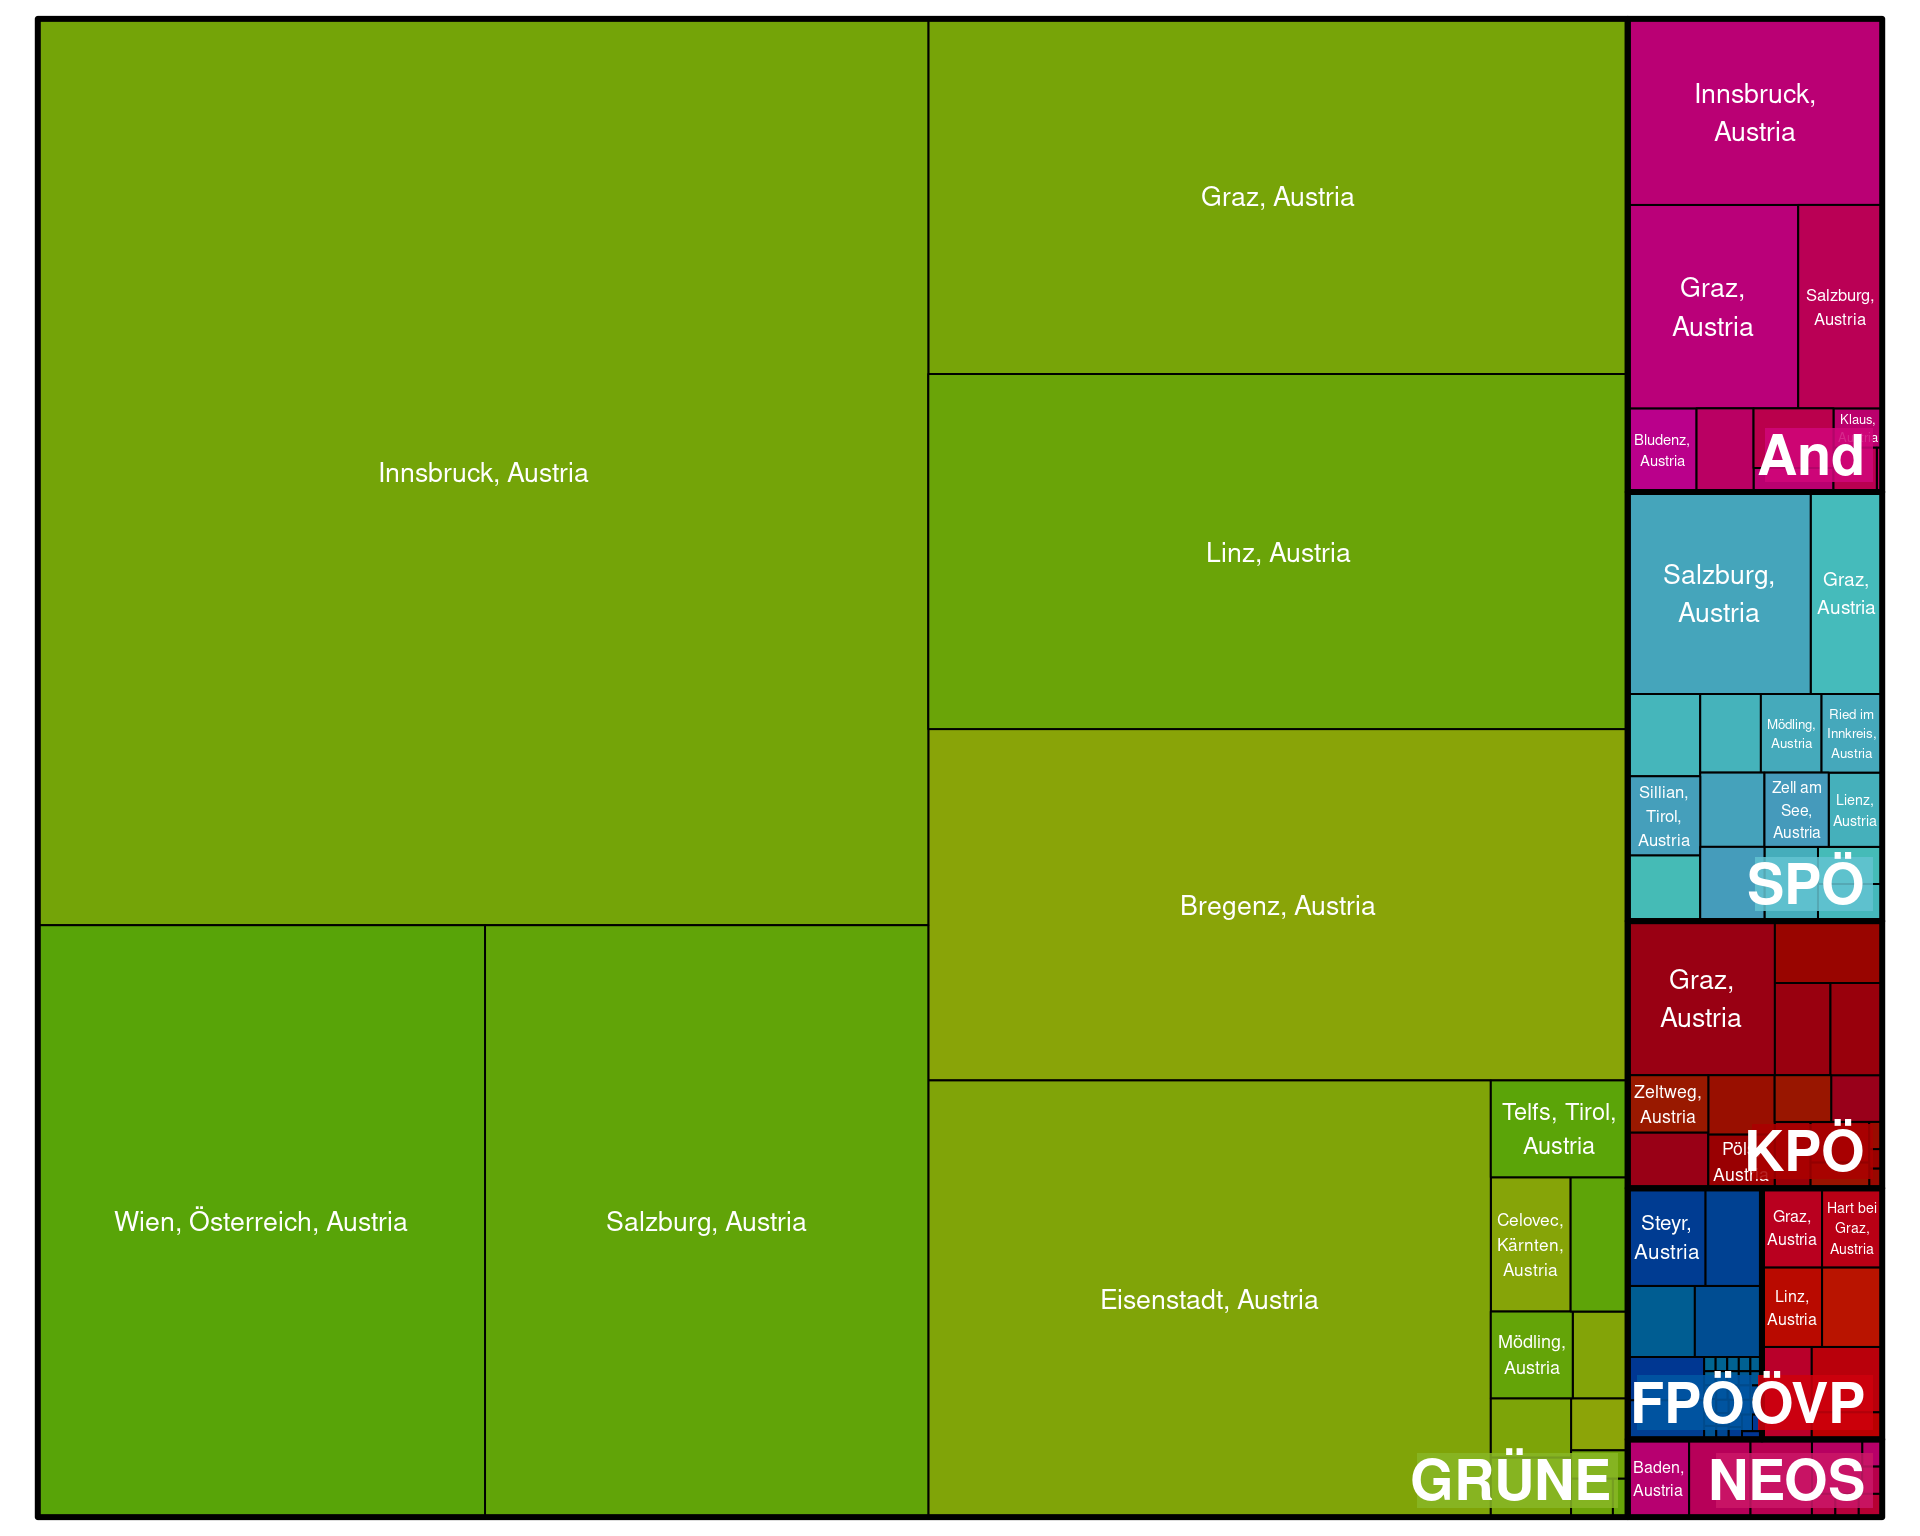 Innsbruck, Austria
Wien, Österreich, Austria
Salzburg, Austria
Graz, Austria
Linz, Austria
Bregenz, Austria
Eisenstadt, Austria
Telfs, Tirol,
Austria
Celovec,
Kärnten,
Austria
Mödling,
Austria
GRÜNE
Innsbruck,
Austria
Graz,
Austria
Salzburg,
Austria
Bludenz,
Austria
Klaus,
Austria
And
Salzburg,
Austria
Graz,
Austria
Mödling,
Austria
Ried im
Innkreis,
Austria
Sillian,
Tirol,
Austria
Zell am
See,
Austria
Lienz,
Austria
SPÖ
Graz,
Austria
Zeltweg,
Austria
Austria
KPÖ
Steyr,
Austria
FPÖ
Graz,
Austria
Hart bei
Graz,
Austria
Linz,
Austria
ÖVP
Baden,
Austria
NEOS